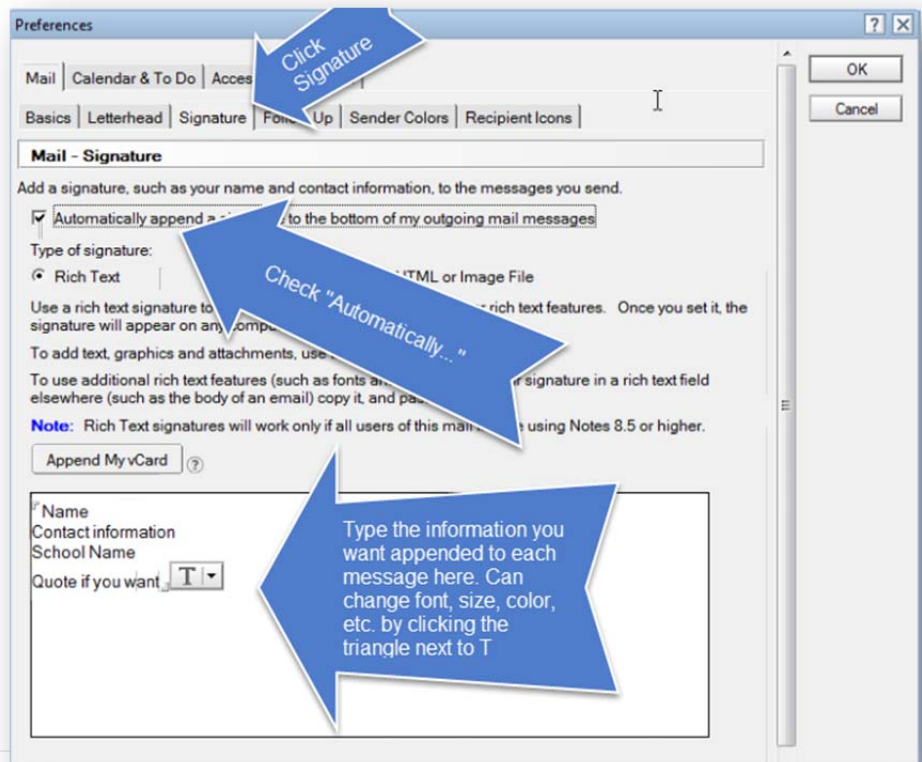 Preferences
Click
Signature
OK
Mail Calendar & To Do Acces
Cancel
Basics Letterhead Signature Follow Up Sender Colors Recipient Icons
Mail - Signature
Add a signature, such as your name and contact information, to the messages you send.
Automatically append a to the bottom of my outgoing mail messages
Type of signature:
Rich Text HTML or Image File
Check "Automatically..."
Use a rich text signature to rich text features. Once you set it, the
signature will appear on any
To add text, graphics and attachments, use
To use additional rich text features (such as fonts signature in a rich text field
elsewhere (such as the body of an email) copy it, and
Note: Rich Text signatures will work only if all users of this mail using Notes 8.5 or higher.
Append My vCard ?
Name
Contact information
School Name
Quote if you want T
Type the information you
want appended to each
message here. Can
change font, size, color,
etc. by clicking the
triangle next to T